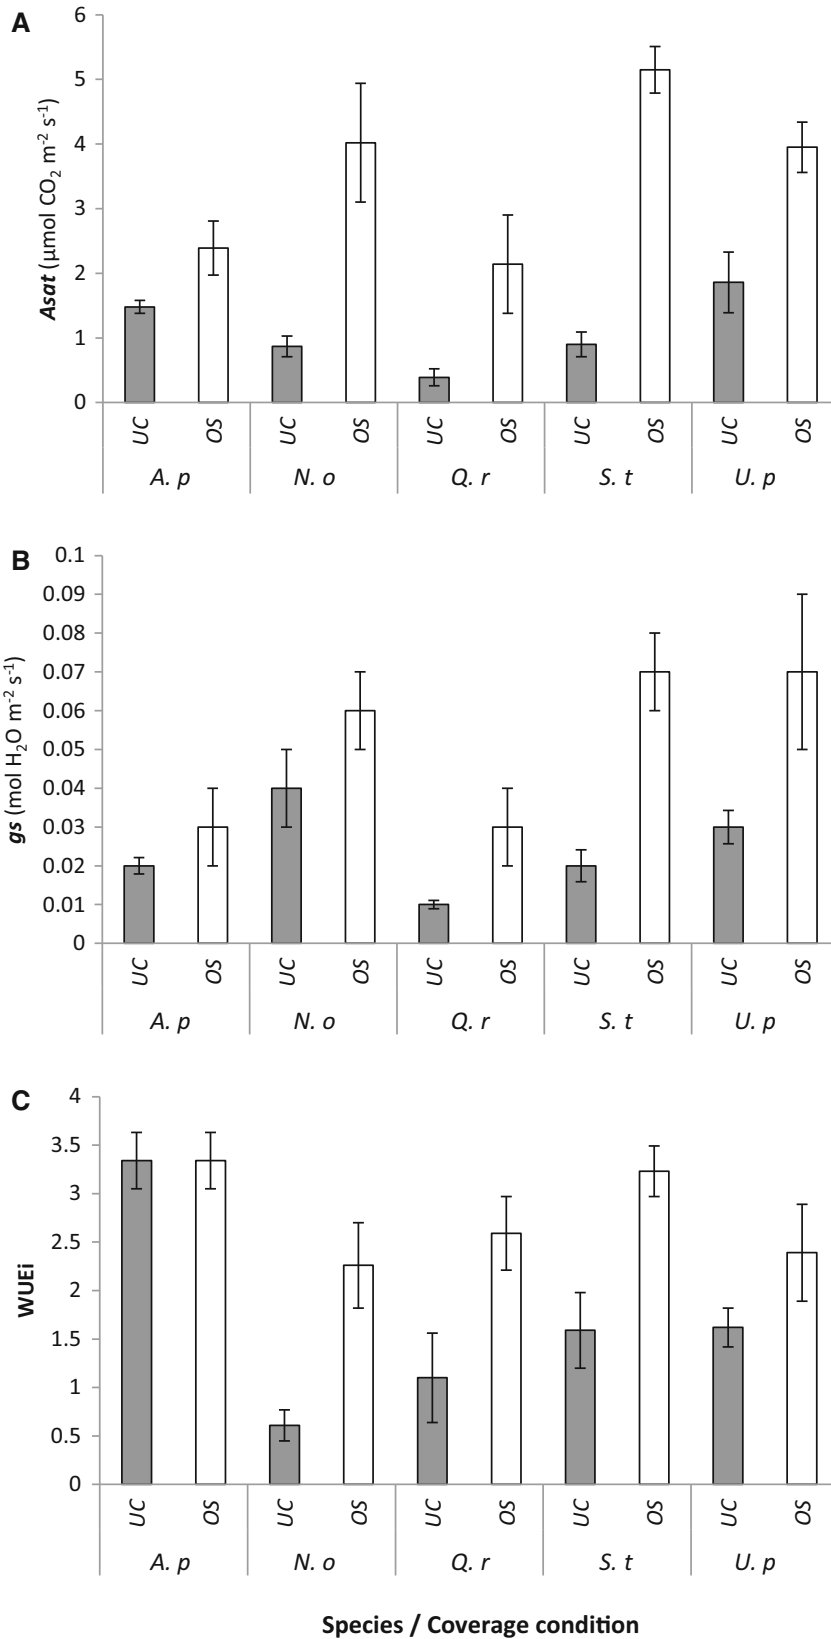 A
6
5
4
3
2
1
0
Asat (µmol CO2 m-2 s-1)
UC OS UC OS UC OS UC OS UC OS
A. p N. o Q. r S. t U. p
B
0.1
0.09
0.08
0.07
0.06
0.05
0.04
0.03
0.02
0.01
0
gs (mol H2O m-2 s-1)
UC OS UC OS UC OS UC OS UC OS
A. p N. o Q. r S. t U. p
C
4
3.5
3
2.5
2
1.5
1
0.5
0
WUEi
UC OS UC OS UC OS UC OS UC OS
A. p N. o Q. r S. t U. p
Species / Coverage condition